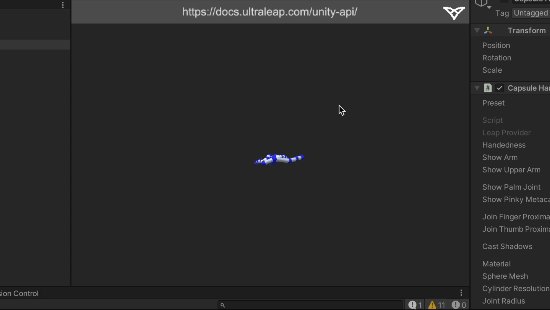 https://docs.ultraleap.com/unity-api/
Tag Untagged
Transform
Position
Rotation
Scale
Capsule Han
Preset
Script
Leap Provider
Handedness
Show Arm
Show Upper Arm
Show Palm Joint
Show Pinky Metaca
Join Finger Proxima
Join Thumb Proxim
Cast Shadows
Material
Sphere Mesh
Cylinder Resolution
Joint Radius
ion Control
1 11 0